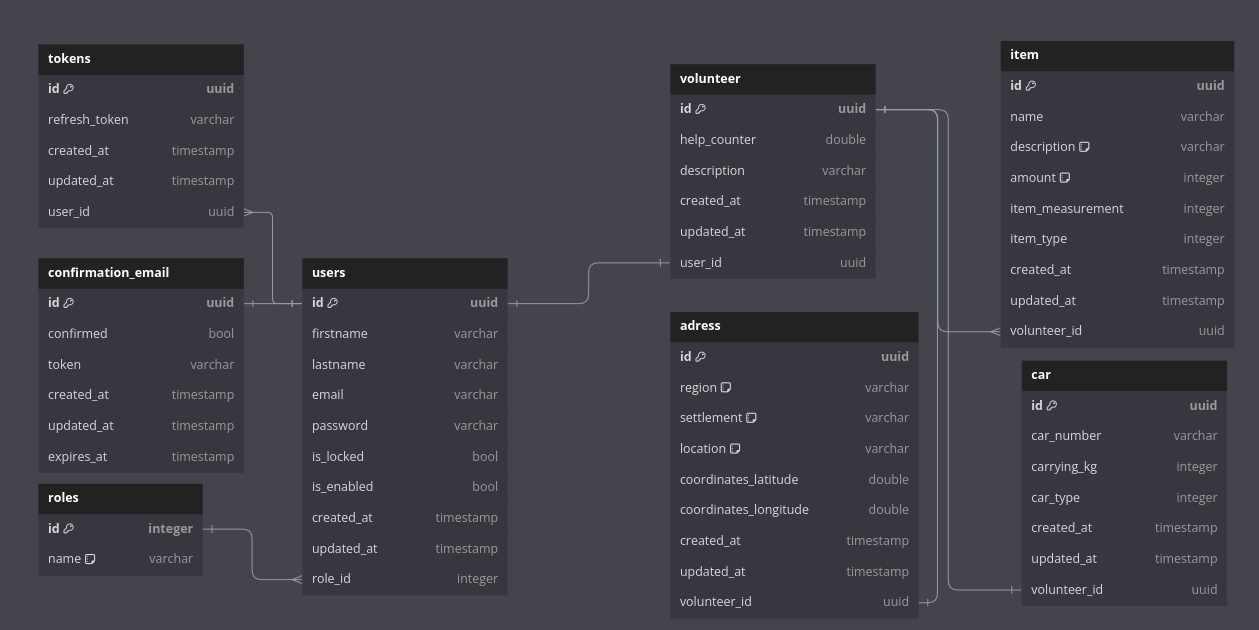 tokens
id uuid
refresh_token varchar
created_at timestamp
updated_at timestamp
user_id uuid
confirmation_email
id uuid
confirmed bool
token varchar
created_at timestamp
updated_at timestamp
expires_at timestamp
roles
id integer
name varchar
users
id uuid
firstname varchar
lastname varchar
email varchar
password varchar
is_locked bool
is_enabled bool
created_at timestamp
updated_at timestamp
role_id integer
volunteer
id uuid
help_counter double
description varchar
created_at timestamp
updated_at timestamp
user_id uuid
adress
id uuid
region varchar
settlement varchar
location varchar
coordinates_latitude double
coordinates_longitude double
created_at timestamp
updated_at timestamp
volunteer_id uuid
item
id uuid
name varchar
description varchar
amount integer
item_measurement integer
item_type integer
created_at timestamp
updated_at timestamp
volunteer_id uuid
car
id uuid
car_number varchar
carrying_kg integer
car_type integer
created_at timestamp
updated_at timestamp
volunteer_id uuid